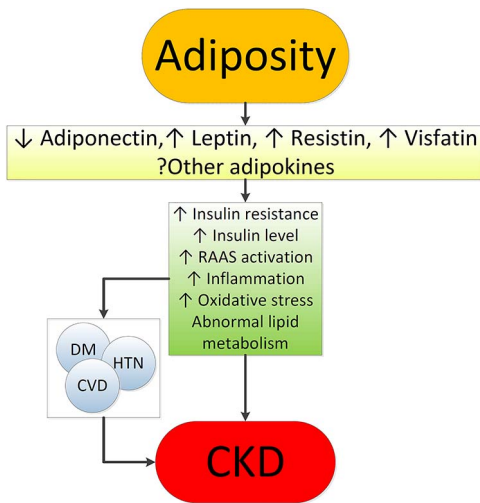 Adiposity
↓ Adiponectin,↑ Leptin, ↑ Resistin, ↑ Visfatin
?Other adipokines
↑ Insulin resistance
↑ Insulin level
↑ RAAS activation
↑ Inflammation
↑ Oxidative stress
Abnormal lipid
metabolism
DM
HTN
CVD
CKD